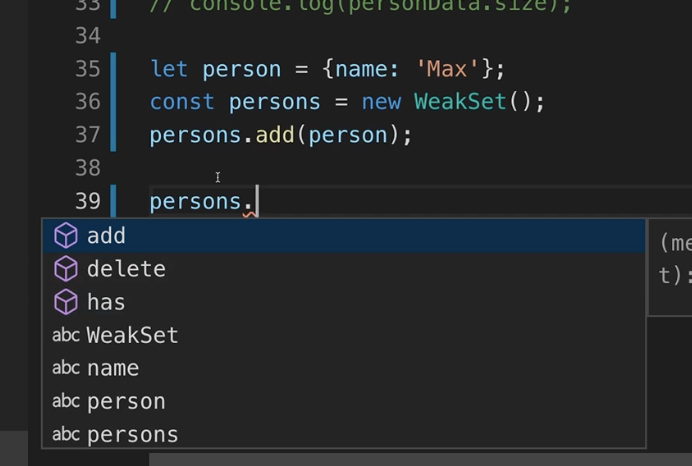 33 // console.log(personData.size);
34
35 let person = {name: 'Max'};
36 const persons = new WeakSet();
37 persons.add(person);
38
39 persons.
add
delete
has
abc WeakSet
abc name
abc person
abc persons
(me
t):